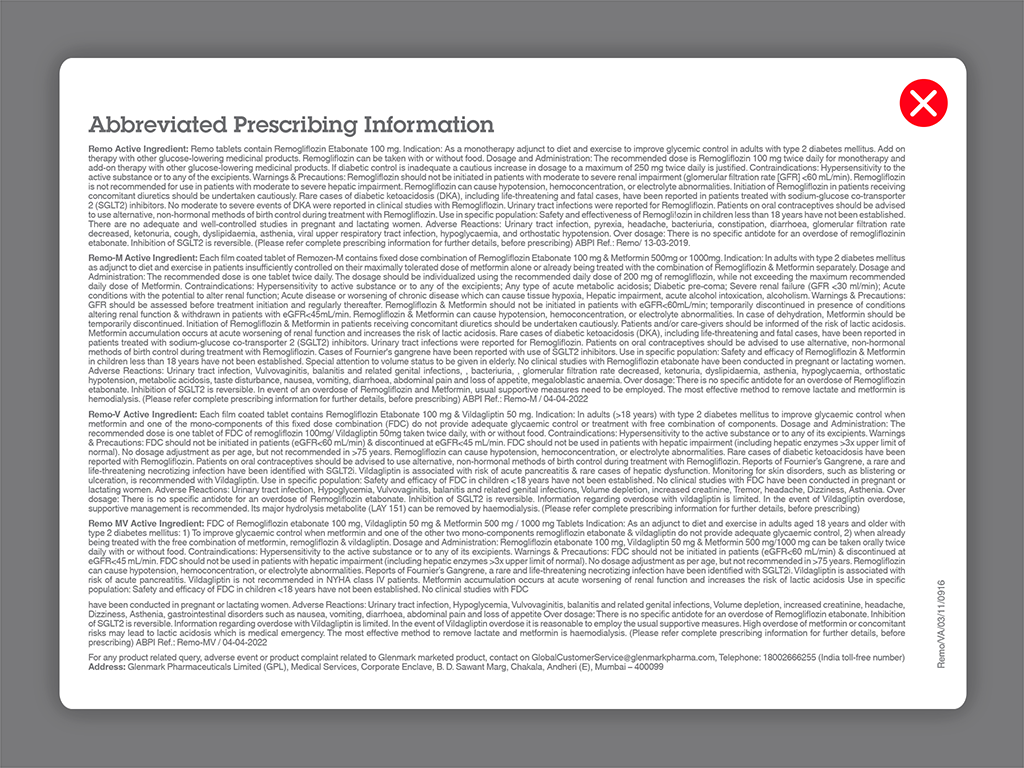 Abbreviated Prescribing Information
Remo Active Ingredient: Remo tablets contain Remogliflozin Etabonate 100 mg. Indication: As a monotherapy adjunct to diet and exercise to improve glycemic control in adults with type 2 diabetes mellitus. Add on
therapy with other glucose-lowering medicinal products. Remogliflozin can be taken with or without food. Dosage and Administration: The recommended dose is Remogliflozin 100 mg twice daily for monotherapy and
add-on therapy with other glucose-lowering medicinal products. If diabetic control is inadequate a cautious increase in dosage to a maximum of 250 mg twice daily is justified. Contraindications: Hypersensitivity to the
active substance or to any of the excipients. Warnings & Precautions: Remogliflozin should not be initiated in patients with moderate to severe renal impairment (glomerular filtration rate [GFR] <60 mL/min). Remogliflozin
is not recommended for use in patients with moderate to severe hepatic impairment. Remogliflozin can cause hypotension, hemoconcentration, or electrolyte abnormalities. Initiation of Remogliflozin in patients receiving
concomitant diuretics should be undertaken cautiously. Rare cases of diabetic ketoacidosis (DKA), including life-threatening and fatal cases, have been reported in patients treated with sodium-glucose co-transporter
2 (SGLT2) inhibitors. No moderate to severe events of DKA were reported in clinical studies with Remogliflozin. Urinary tract infections were reported for Remogliflozin. Patients on oral contraceptives should be advised
to use alternative, non-hormonal methods of birth control during treatment with Remogliflozin. Use in specific population: Safety and effectiveness of Remogliflozin in children less than 18 years have not been established.
There are no adequate and well-controlled studies in pregnant and lactating women. Adverse Reactions: Urinary tract infection, pyrexia, headache, bacteriuria, constipation, diarrhoea, glomerular filtration rate
decreased, ketonuria, cough, dyslipidaemia, asthenia, viral upper respiratory tract infection, hypoglycaemia, and orthostatic hypotension. Over dosage: There is no specific antidote for an overdose of remogliflozinin
etabonate. Inhibition of SGLT2 is reversible. (Please refer complete prescribing information for further details, before prescribing) ABPI Ref.: Remo/ 13-03-2019.
Remo-M Active Ingredient: Each film coated tablet of Remozen-M contains fixed dose combination of Remogliflozin Etabonate 100 mg & Metformin 500mg or 1000mg. Indication: In adults with type 2 diabetes mellitus
as adjunct to diet and exercise in patients insufficiently controlled on their maximally tolerated dose of metformin alone or already being treated with the combination of Remogliflozin & Metformin separately. Dosage and
Administration: The recommended dose is one tablet twice daily. The dosage should be individualized using the recommended daily dose of 200 mg of remogliflozin, while not exceeding the maximum recommended
daily dose of Metformin. Contraindications: Hypersensitivity to active substance or to any of the excipients; Any type of acute metabolic acidosis; Diabetic pre-coma; Severe renal failure (GFR <30 ml/min); Acute
conditions with the potential to alter renal function; Acute disease or worsening of chronic disease which can cause tissue hypoxia, Hepatic impairment, acute alcohol intoxication, alcoholism. Warnings & Precautions:
GFR should be assessed before treatment initiation and regularly thereafter. Remogliflozin & Metformin should not be initiated in patients with eGFR<60mL/min; temporarily discontinued in presence of conditions
altering renal function & withdrawn in patients with eGFR<45mL/min. Remogliflozin & Metformin can cause hypotension, hemoconcentration, or electrolyte abnormalities. In case of dehydration, Metformin should be
temporarily discontinued. Initiation of Remogliflozin & Metformin in patients receiving concomitant diuretics should be undertaken cautiously. Patients and/or care-givers should be informed of the risk of lactic acidosis.
Metformin accumulation occurs at acute worsening of renal function and increases the risk of lactic acidosis. Rare cases of diabetic ketoacidosis (DKA), including life-threatening and fatal cases, have been reported in
patients treated with sodium-glucose co-transporter 2 (SGLT2) inhibitors. Urinary tract infections were reported for Remogliflozin. Patients on oral contraceptives should be advised to use alternative, non-hormonal
methods of birth control during treatment with Remogliflozin. Cases of Fournier's gangrene have been reported with use of SGLT2 inhibitors. Use in specific population: Safety and efficacy of Remogliflozin & Metformin
in children less than 18 years have not been established. Special attention to volume status to be given in elderly. No clinical studies with Remogliflozin etabonate have been conducted in pregnant or lactating women.
Adverse Reactions: Urinary tract infection, Vulvovaginitis, balanitis and related genital infections, , bacteriuria, , glomerular filtration rate decreased, ketonuria, dyslipidaemia, asthenia, hypoglycaemia, orthostatic
hypotension, metabolic acidosis, taste disturbance, nausea, vomiting, diarrhoea, abdominal pain and loss of appetite, megaloblastic anaemia. Over dosage: There is no specific antidote for an overdose of Remogliflozin
etabonate. Inhibition of SGLT2 is reversible. In event of an overdose of Remogliflozin and Metformin, usual supportive measures need to be employed. The most effective method to remove lactate and metformin is
hemodialysis. (Please refer complete prescribing information for further details, before prescribing) ABPI Ref.: Remo-M / 04-04-2022
Remo-V Active Ingredient: Each film coated tablet contains Remogliflozin Etabonate 100 mg & Vildagliptin 50 mg. Indication: In adults (>18 years) with type 2 diabetes mellitus to improve glycaemic control when
metformin and one of the mono-components of this fixed dose combination (FDC) do not provide adequate glycaemic control or treatment with free combination of components. Dosage and Administration: The
recommended dose is one tablet of FDC of remogliflozin 100mg/ Vildagliptin 50mg taken twice daily, with or without food. Contraindications: Hypersensitivity to the active substance or to any of its excipients. Warnings
& Precautions: FDC should not be initiated in patients (eGFR<60 mL/min) & discontinued at eGFR<45 mL/min. FDC should not be used in patients with hepatic impairment (including hepatic enzymes >3x upper limit of
normal). No dosage adjustment as per age, but not recommended in >75 years. Remogliflozin can cause hypotension, hemoconcentration, or electrolyte abnormalities. Rare cases of diabetic ketoacidosis have been
reported with Remogliflozin. Patients on oral contraceptives should be advised to use alternative, non-hormonal methods of birth control during treatment with Remogliflozin. Reports of Fournier's Gangrene, a rare and
life-threatening necrotizing infection have been identified with SGLT2i. Vildagliptin is associated with risk of acute pancreatitis & rare cases of hepatic dysfunction. Monitoring for skin disorders, such as blistering or
ulceration, is recommended with Vildagliptin. Use in specific population: Safety and efficacy of FDC in children <18 years have not been established. No clinical studies with FDC have been conducted in pregnant or
lactating women. Adverse Reactions: Urinary tract infection, Hypoglycemia, Vulvovaginitis, balanitis and related genital infections, Volume depletion, increased creatinine, Tremor, headache, Dizziness, Asthenia. Over
dosage: There is no specific antidote for an overdose of Remogliflozin etabonate. Inhibition of SGLT2 is reversible. Information regarding overdose with vildagliptin is limited. In the event of Vildagliptin overdose,
supportive management is recommended. Its major hydrolysis metabolite (LAY 151) can be removed by haemodialysis. (Please refer complete prescribing information for further details, before prescribing)
Remo MV Active Ingredient: FDC of Remogliflozin etabonate 100 mg, Vildagliptin 50 mg & Metformin 500 mg / 1000 mg Tablets Indication: As an adjunct to diet and exercise in adults aged 18 years and older with
type 2 diabetes mellitus: 1) To improve glycaemic control when metformin and one of the other two mono-components remogliflozin etabonate & vildagliptin do not provide adequate glycaemic control, 2) when already
being treated with the free combination of metformin, remogliflozin & vildagliptin. Dosage and Administration: Remogliflozin etabonate 100 mg, Vildagliptin 50 mg & Metformin 500 mg/1000 mg can be taken orally twice
daily with or without food. Contraindications: Hypersensitivity to the active substance or to any of its excipients. Warnings & Precautions: FDC should not be initiated in patients (eGFR<60 mL/min) & discontinued at
eGFR<45 mL/min. FDC should not be used in patients with hepatic impairment (including hepatic enzymes >3x upper limit of normal). No dosage adjustment as per age, but not recommended in >75 years. Remogliflozin
can cause hypotension, hemoconcentration, or electrolyte abnormalities. Reports of Fournier's Gangrene, a rare and life-threatening necrotizing infection have been identified with SGLT2i. Vildagliptin is associated with
risk of acute pancreatitis. Vildagliptin is not recommended in NYHA class IV patients. Metformin accumulation occurs at acute worsening of renal function and increases the risk of lactic acidosis Use in specific
population: Safety and efficacy of FDC in children <18 years have not been established. No clinical studies with FDC
have been conducted in pregnant or lactating women. Adverse Reactions: Urinary tract infection, Hypoglycemia, Vulvovaginitis, balanitis and related genital infections, Volume depletion, increased creatinine, headache,
Dizziness, Asthenia, gastrointestinal disorders such as nausea, vomiting, diarrhoea, abdominal pain and loss of appetite Over dosage: There is no specific antidote for an overdose of Remogliflozin etabonate. Inhibition
of SGLT2 is reversible. Information regarding overdose with Vildagliptin is limited. In the event of Vildagliptin overdose it is reasonable to employ the usual supportive measures. High overdose of metformin or concomitant
risks may lead to lactic acidosis which is medical emergency. The most effective method to remove lactate and metformin is haemodialysis. (Please refer complete prescribing information for further details, before
prescribing) ABPI Ref.: Remo-MV / 04-04-2022
For any product related query, adverse event or product complaint related to Glenmark marketed product, contact on GlobalCustomerService@glenmarkpharma.com, Telephone: 18002666255 (India toll-free number)
Address: Glenmark Pharmaceuticals Limited (GPL), Medical Services, Corporate Enclave, B. D. Sawant Marg, Chakala, Andheri (E), Mumbai – 400099
Remo/VA/03/11/0916